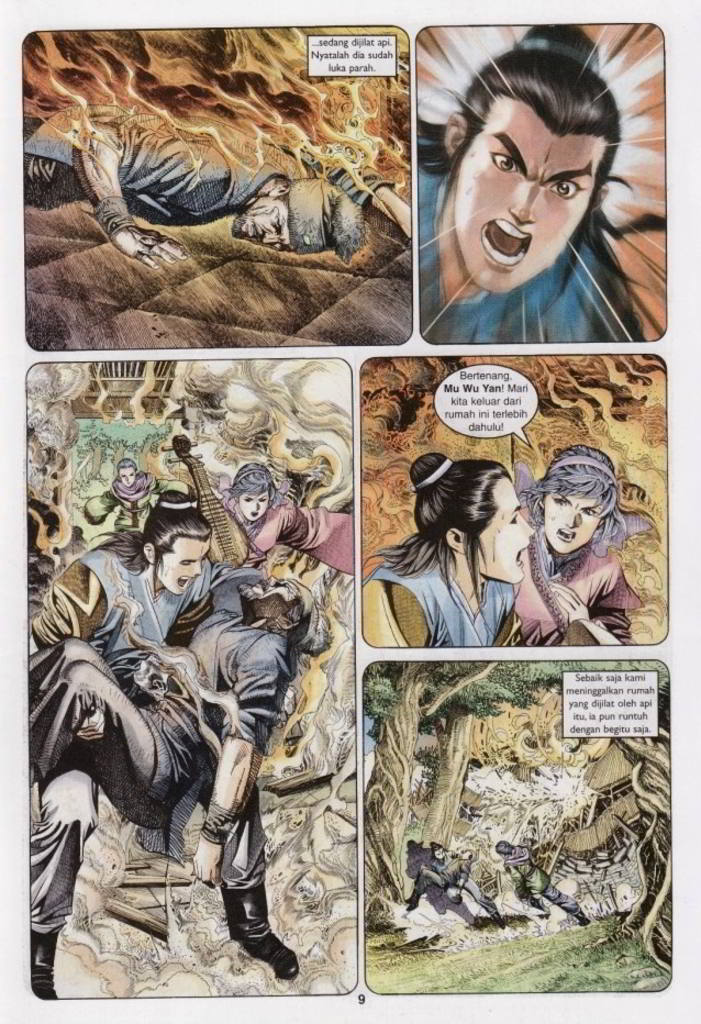 ...sedang dijilat api.
Nyatalah dia sudah
luka parah.
Bertenang,
Mu Wu Yan! Mari
kita keluar dari
rumah ini terlebih
dahulu!
Sebaik saja kami
meninggalkan rumah
yang dijilat oleh api
itu, ia pun runtuh
dengan begitu saja.
9